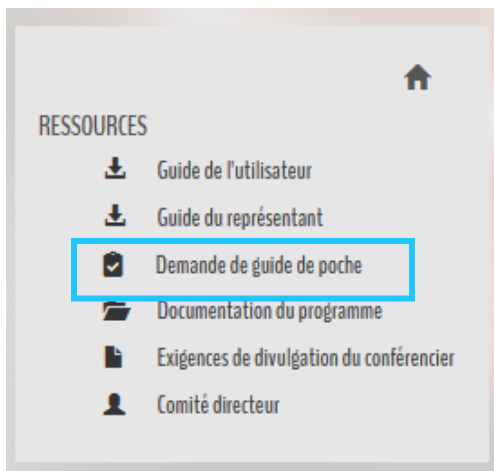 RESSOURCES
Guide de l'utilisateur
Guide du représentant
Demande de guide de poche
Documentation du programme
Exigences de divulgation du conférencier
Comité directeur